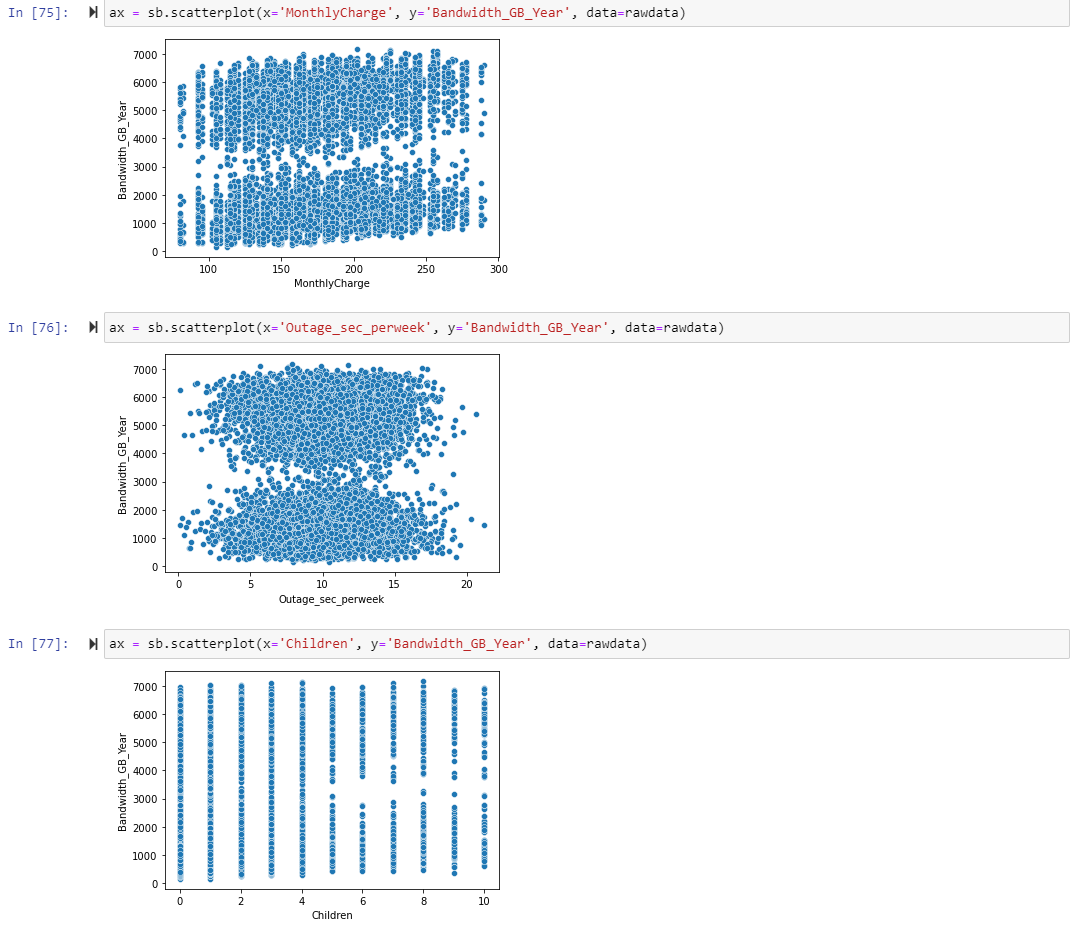 In [75]: ax = sb.scatterplot(x='MonthlyCharge', y='Bandwidth_GB_Year', data=rawdata)
7000
6000
5000
4000
3000
2000
1000
0
Bandwidth_GB_Year
100 150 200 250 300
MonthlyCharge
In [76]: ax = sb.scatterplot(x='Outage_sec_perweek', y='Bandwidth_GB_Year', data=rawdata)
7000
6000
5000
4000
3000
2000
1000
0
Bandwidth_GB_Year
0 5 10 15 20
Outage_sec_perweek
In [77]: ax = sb.scatterplot(x='Children', y='Bandwidth_GB_Year', data=rawdata)
7000
6000
5000
4000
3000
2000
1000
0
Bandwidth_GB_Year
0 2 4 6 8 10
Children